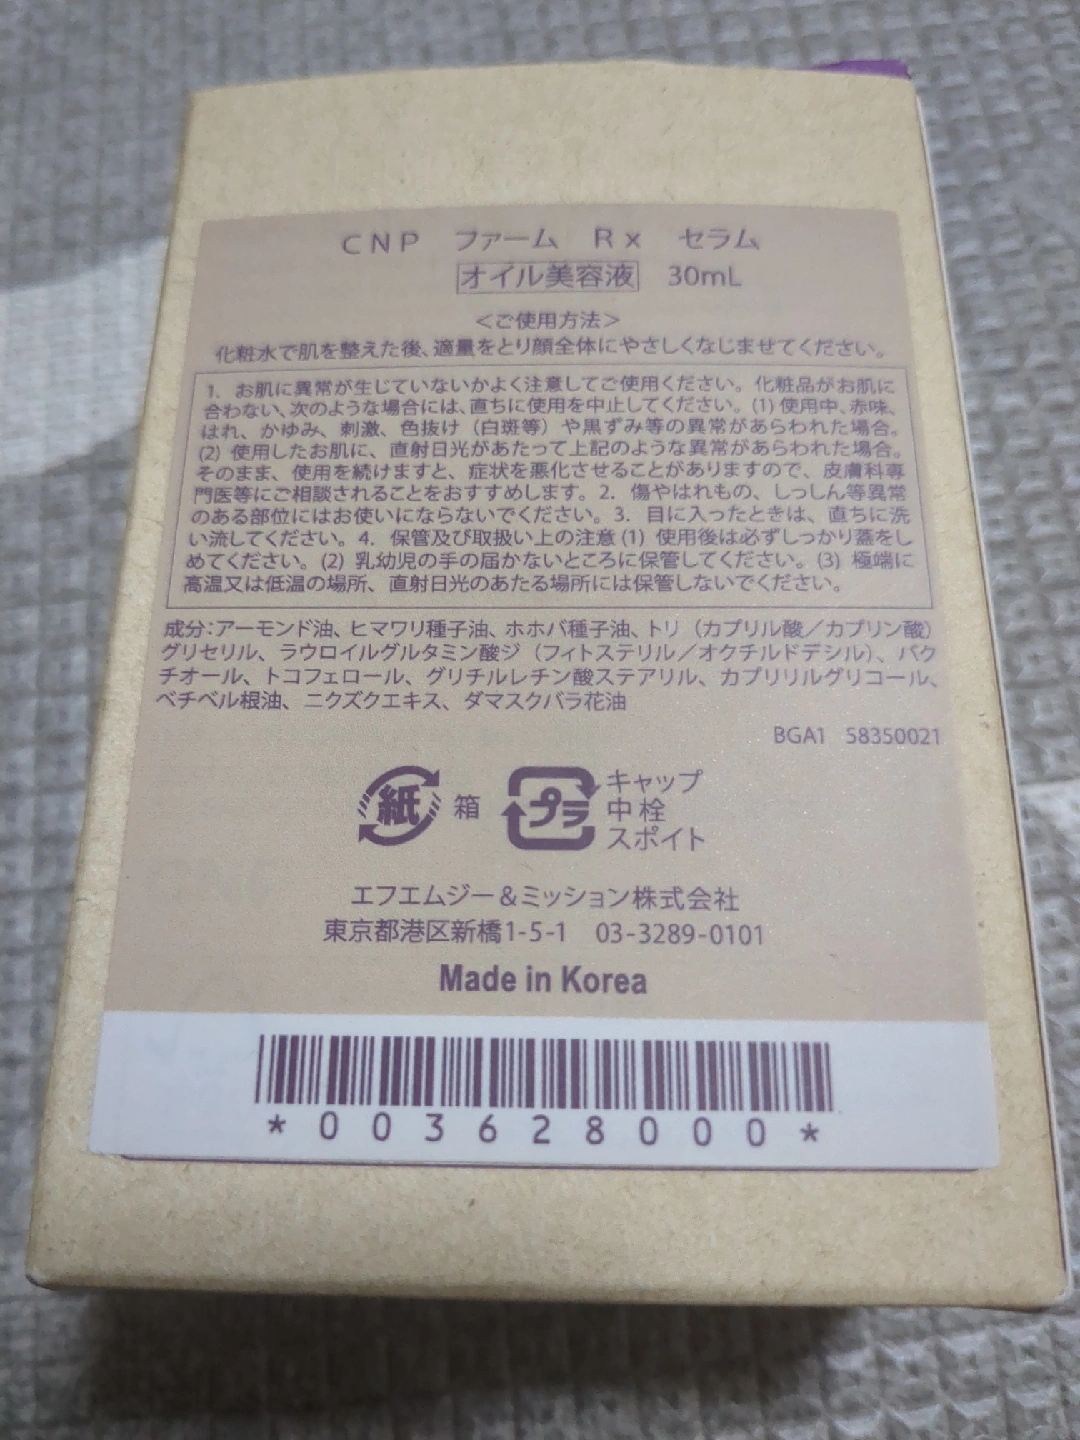 CNP ファーム Rx セラム
オイル美容液 30mL
＜ご使用方法＞
化粧水で肌を整えた後、適量をとり顔全体にやさしくなじませてください。
1. お肌に異常が生じていないかよく注意してご使用ください。化粧品がお肌に
合わない、次のような場合には、直ちに使用を中止してください。(1) 使用中、赤味、
はれ、かゆみ、刺激、色抜け（白斑等）や黒ずみ等の異常があらわれた場合。
(2) 使用したお肌に、直射日光があたって上記のような異常があらわれた場合。
そのまま、使用を続けますと、症状を悪化させることがありますので、皮膚科専
門医等にご相談されることをおすすめします。2. 傷やはれもの、しっしん等異常
のある部位にはお使いにならないでください。3. 目に入ったときは、直ちに洗
い流してください。4. 保管及び取扱い上の注意 (1) 使用後は必ずしっかり蓋をし
めてください。(2) 乳幼児の手の届かないところに保管してください。(3) 極端に
高温又は低温の場所、直射日光のあたる場所には保管しないでください。
成分：アーモンド油、ヒマワリ種子油、ホホバ種子油、トリ（カプリル酸／カプリン酸）
グリセリル、ラウロイルグルタミン酸ジ（フィトステリル／オクチルドデシル）、バク
チオール、トコフェロール、グリチルレチン酸ステアリル、カプリリルグリコール、
ベチベル根油、ニクズクエキス、ダマスクバラ花油
BGA1 58350021
紙 箱 プラ キャップ
中栓
スポイト
エフエムジー＆ミッション株式会社
東京都港区新橋1-5-1 03-3289-0101
Made in Korea
*003628000*